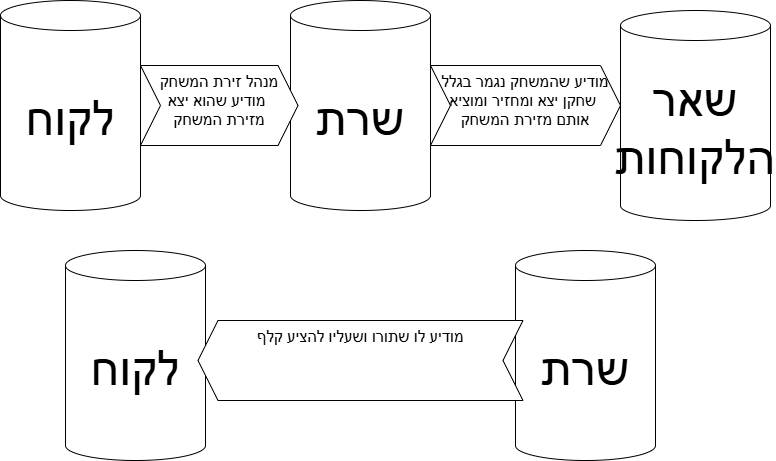 לקוח
מנהל זירת המשחק
מודיע שהוא יצא
מזירת המשחק
שרת
מודיע שהמשחק נגמר בגלל
שחקן יצא ומחזיר ומוציא
אותם מזירת המשחק
שאר
הלקוחות
לקוח
מודיע לו שתורו ושעליו להציע קלף
שרת